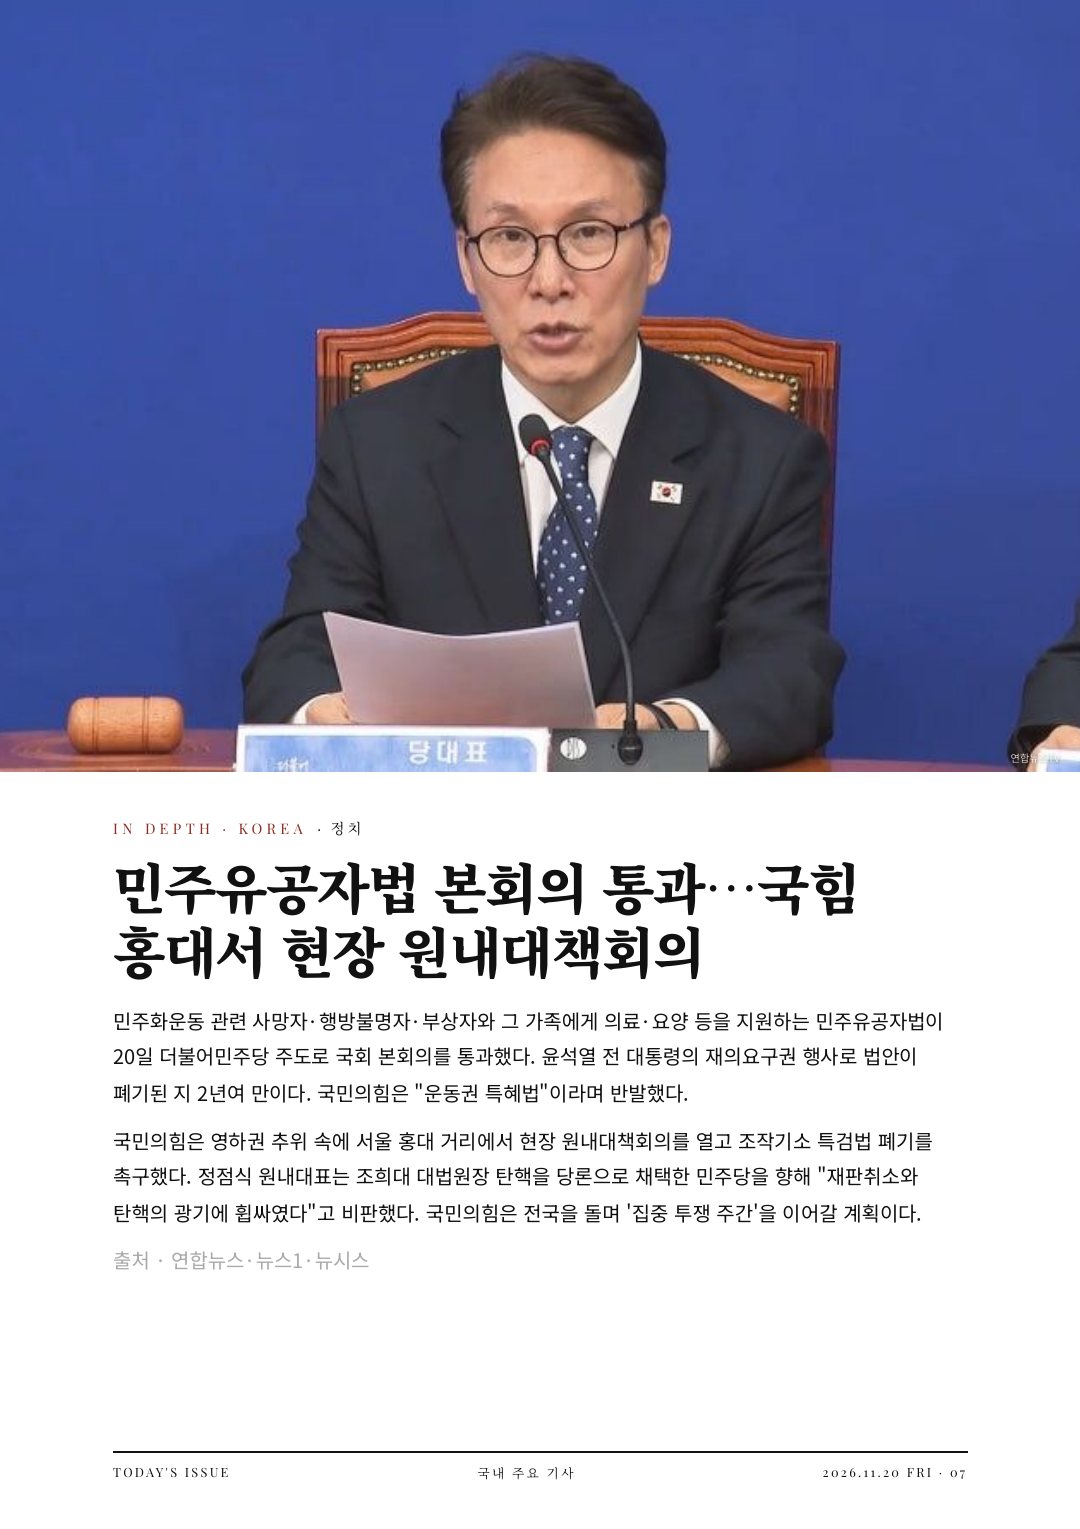 당대표
더불어
연합뉴
IN DEPTH · KOREA · 정치
민주유공자법 본회의 통과…국힘
홍대서 현장 원내대책회의
민주화운동 관련 사망자·행방불명자·부상자와 그 가족에게 의료·요양 등을 지원하는 민주유공자법이
20일 더불어민주당 주도로 국회 본회의를 통과했다. 윤석열 전 대통령의 재의요구권 행사로 법안이
폐기된 지 2년여 만이다. 국민의힘은 "운동권 특혜법"이라며 반발했다.
국민의힘은 영하권 추위 속에 서울 홍대 거리에서 현장 원내대책회의를 열고 조작기소 특검법 폐기를
촉구했다. 정점식 원내대표는 조희대 대법원장 탄핵을 당론으로 채택한 민주당을 향해 "재판취소와
탄핵의 광기에 휩싸였다"고 비판했다. 국민의힘은 전국을 돌며 '집중 투쟁 주간'을 이어갈 계획이다.
출처 · 연합뉴스·뉴스1·뉴시스
TODAY'S ISSUE
국내 주요 기사
2026.11.20 FRI · 07